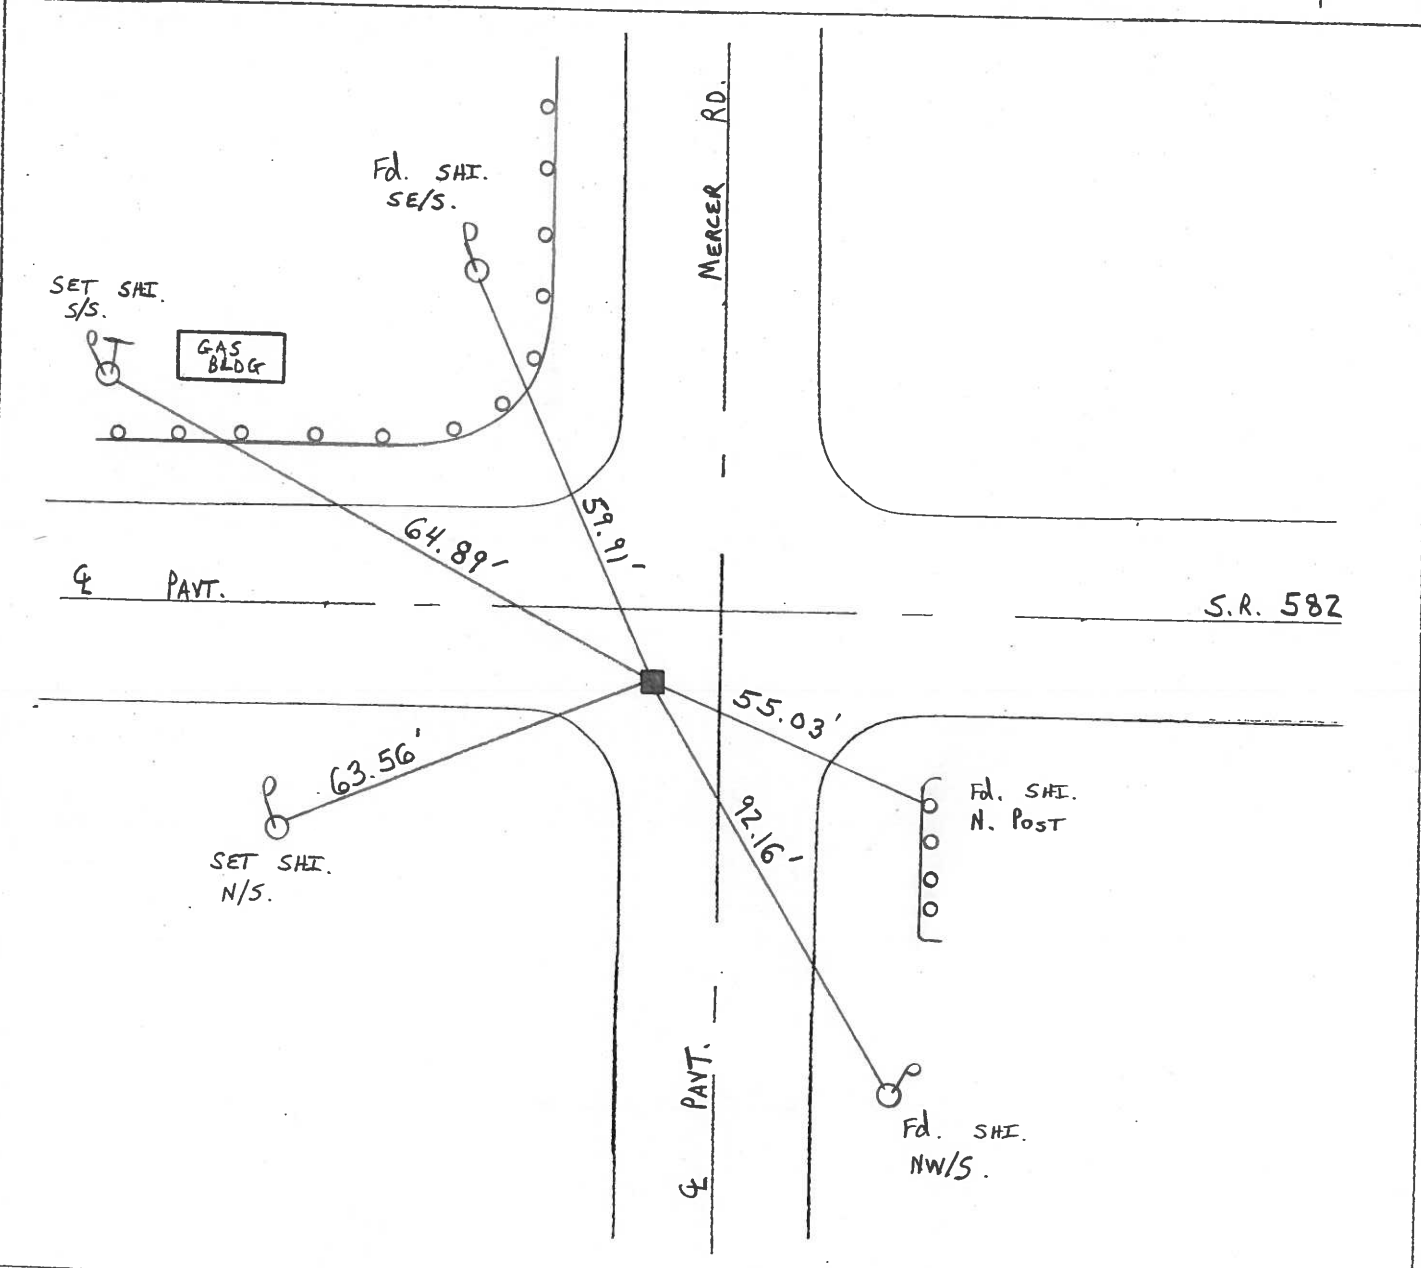 MERCER RD.
Fd. SHI.
SE/S.
SET SHI.
S/S.
GAS
BLDG
59.91'
64.89'
℄ PAVT.
S.R. 582
55.03'
63.56'
Fd. SHI.
N. POST
92.16'
SET SHI.
N/S.
℄ PAVT.
Fd. SHI.
NW/S.